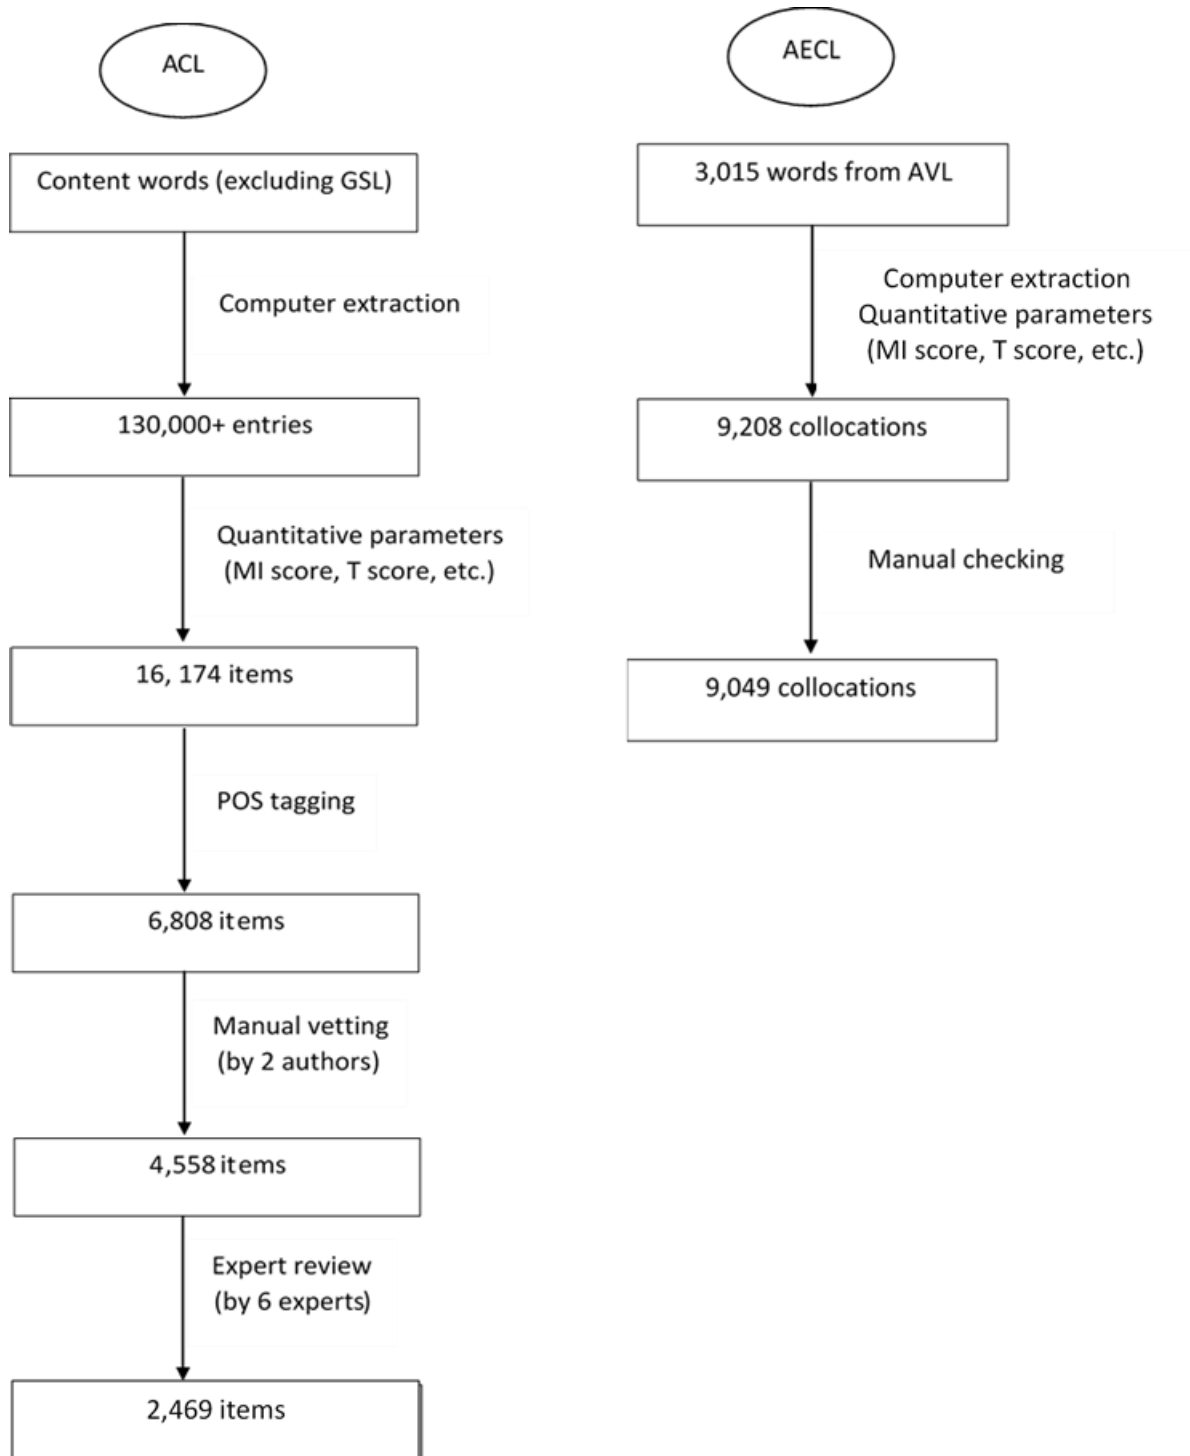 ACL
Content words (excluding GSL)
Computer extraction
130,000+ entries
Quantitative parameters
(MI score, T score, etc.)
16, 174 items
POS tagging
6,808 items
Manual vetting
(by 2 authors)
4,558 items
Expert review
(by 6 experts)
2,469 items
AECL
3,015 words from AVL
Computer extraction
Quantitative parameters
(MI score, T score, etc.)
9,208 collocations
Manual checking
9,049 collocations